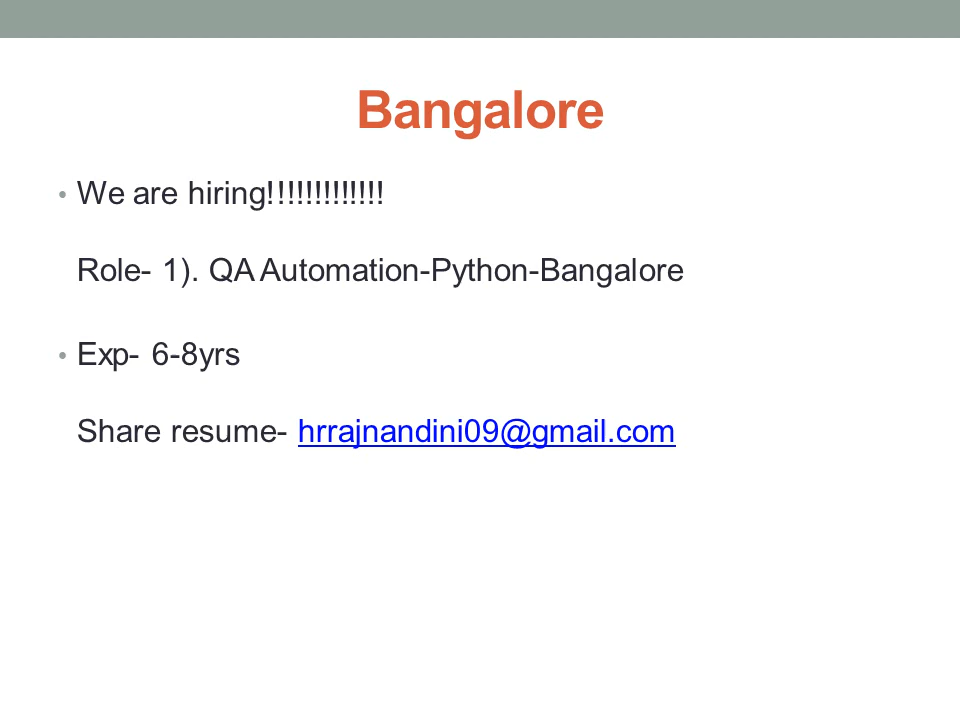 Bangalore
• We are hiring!!!!!!!!!!!!!
Role- 1). QA Automation-Python-Bangalore
• Exp- 6-8yrs
Share resume- hrrajnandini09@gmail.com